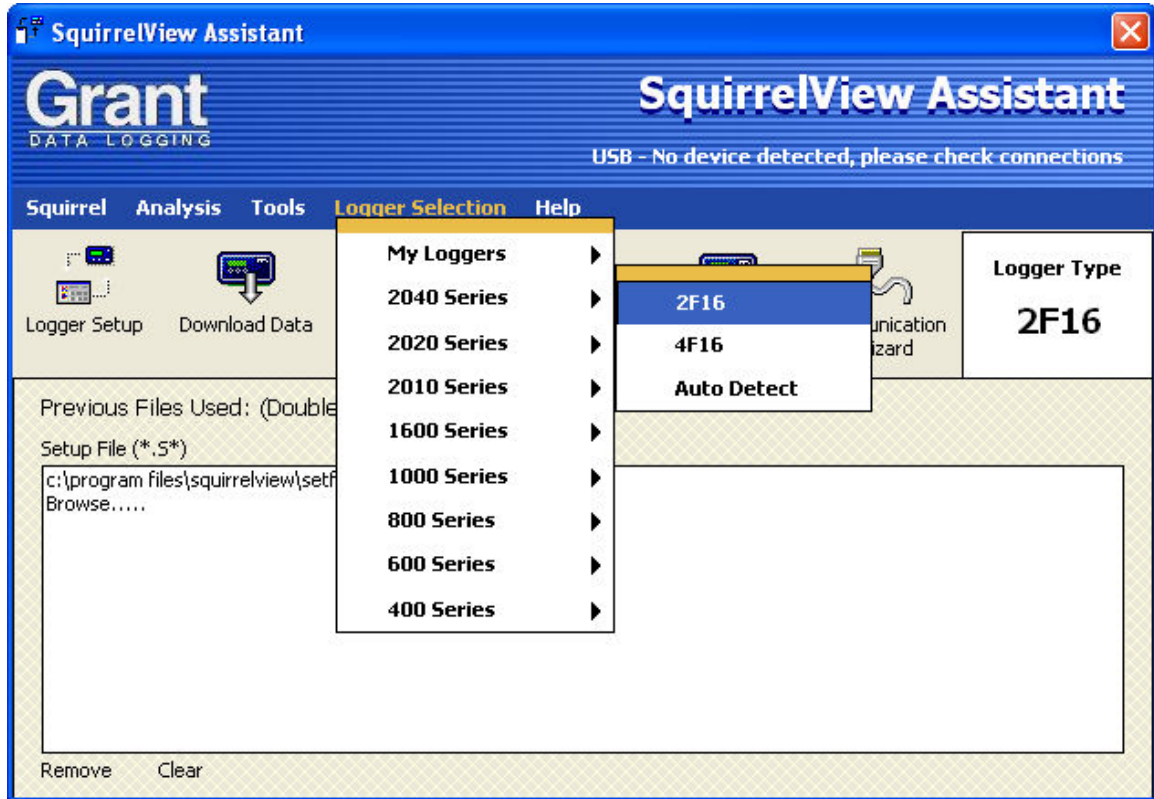 SquirrelView Assistant
Grant
DATA LOGGING
SquirrelView Assistant
USB - No device detected, please check connections
Squirrel Analysis Tools Logger Selection Help
Logger Setup
Download Data
My Loggers
2040 Series
2020 Series
2010 Series
1600 Series
1000 Series
800 Series
600 Series
400 Series
2F16
4F16
Auto Detect
Logger Type
2F16
Previous Files Used: (Double
Setup File (*.S*)
c:\program files\squirrelview\setf
Browse.....
Remove Clear